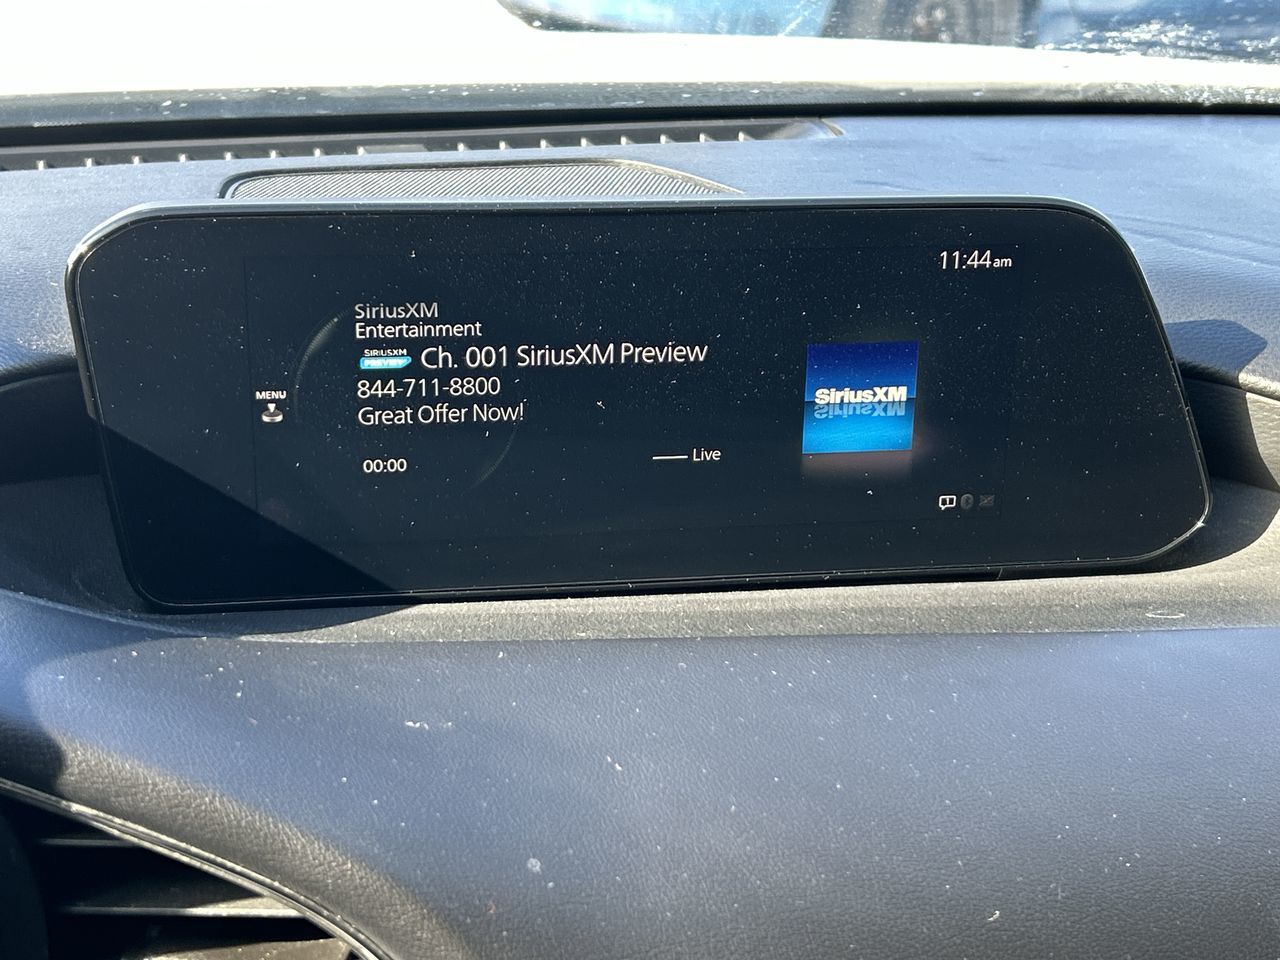 11:44am
SiriusXM
Entertainment
SIRIUSXM
PREVIEW
Ch. 001 SiriusXM Preview
MENU
844-711-8800
Great Offer Now!
SiriusXM
00:00
Live
1